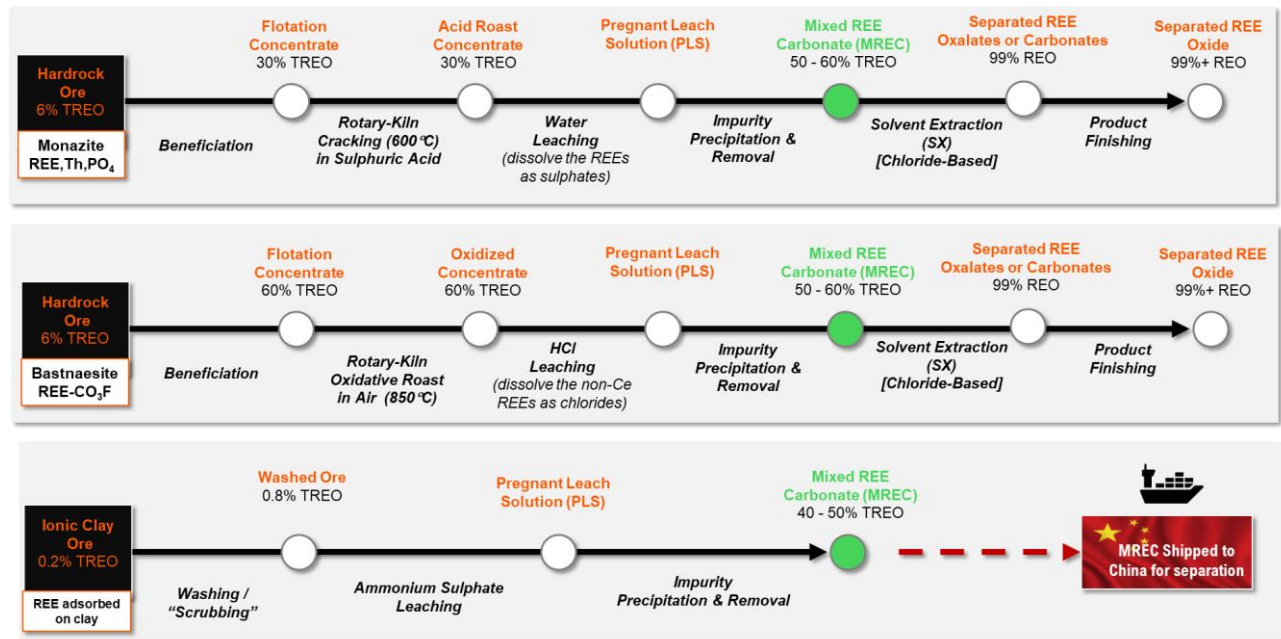 Hardrock
Ore
6% TREO
Monazite
REE,Th,PO₄
Flotation
Concentrate
30% TREO
Acid Roast
Concentrate
30% TREO
Pregnant Leach
Solution (PLS)
Mixed REE
Carbonate (MREC)
50 - 60% TREO
Separated REE
Oxalates or Carbonates
99% REO
Separated REE
Oxide
99%+ REO
Beneficiation
Rotary-Kiln
Cracking (600℃)
in Sulphuric Acid
Water
Leaching
(dissolve the REEs
as sulphates)
Impurity
Precipitation &
Removal
Solvent Extraction
(SX)
[Chloride-Based]
Product
Finishing
Hardrock
Ore
6% TREO
Bastnaesite
REE-CO₃F
Flotation
Concentrate
60% TREO
Oxidized
Concentrate
60% TREO
Pregnant Leach
Solution (PLS)
Mixed REE
Carbonate (MREC)
50 - 60% TREO
Separated REE
Oxalates or Carbonates
99% REO
Separated REE
Oxide
99%+ REO
Beneficiation
Rotary-Kiln
Oxidative Roast
in Air (850℃)
HCl
Leaching
(dissolve the non-Ce
REEs as chlorides)
Impurity
Precipitation &
Removal
Solvent Extraction
(SX)
[Chloride-Based]
Product
Finishing
Ionic Clay
Ore
0.2% TREO
REE adsorbed
on clay
Washed Ore
0.8% TREO
Pregnant Leach
Solution (PLS)
Mixed REE
Carbonate (MREC)
40 - 50% TREO
Washing /
“Scrubbing”
Ammonium Sulphate
Leaching
Impurity
Precipitation & Removal
MREC Shipped to
China for separation